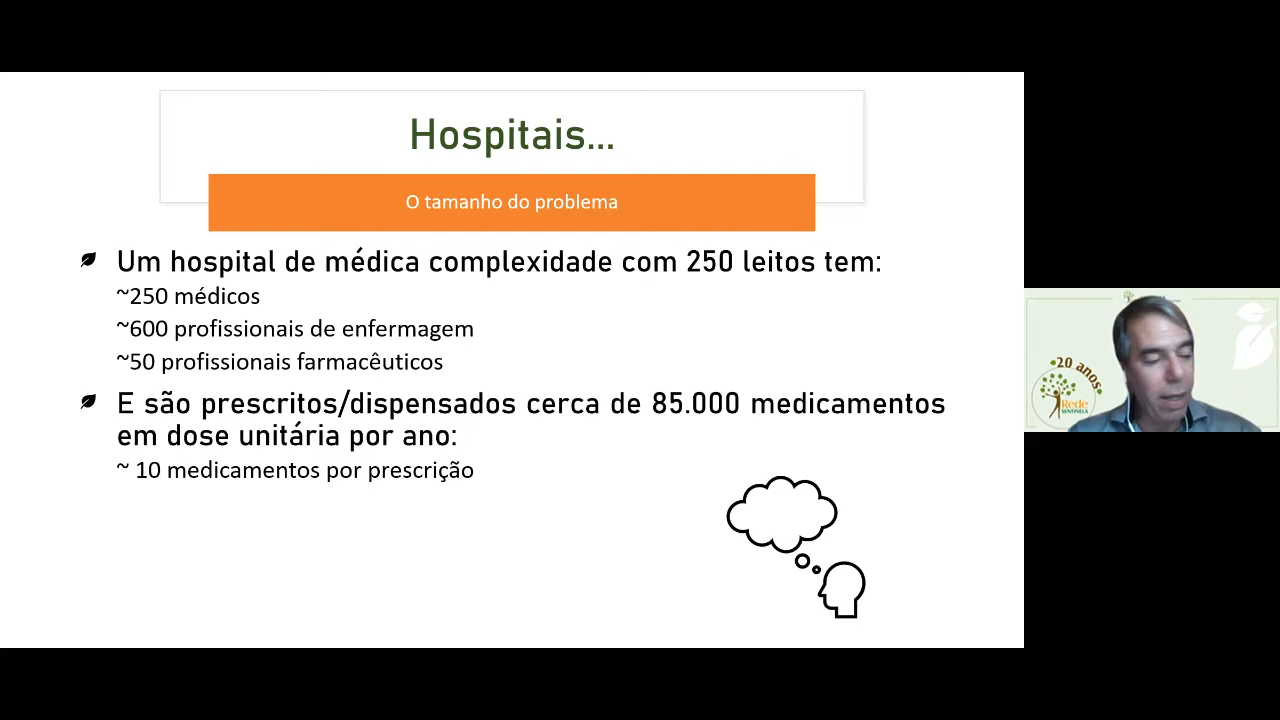 Hospitais...
O tamanho do problema
Um hospital de médica complexidade com 250 leitos tem:
~250 médicos
~600 profissionais de enfermagem
~50 profissionais farmacêuticos
E são prescritos/dispensados cerca de 85.000 medicamentos
em dose unitária por ano:
~ 10 medicamentos por prescrição
20 anos
Rede
SENTINELA